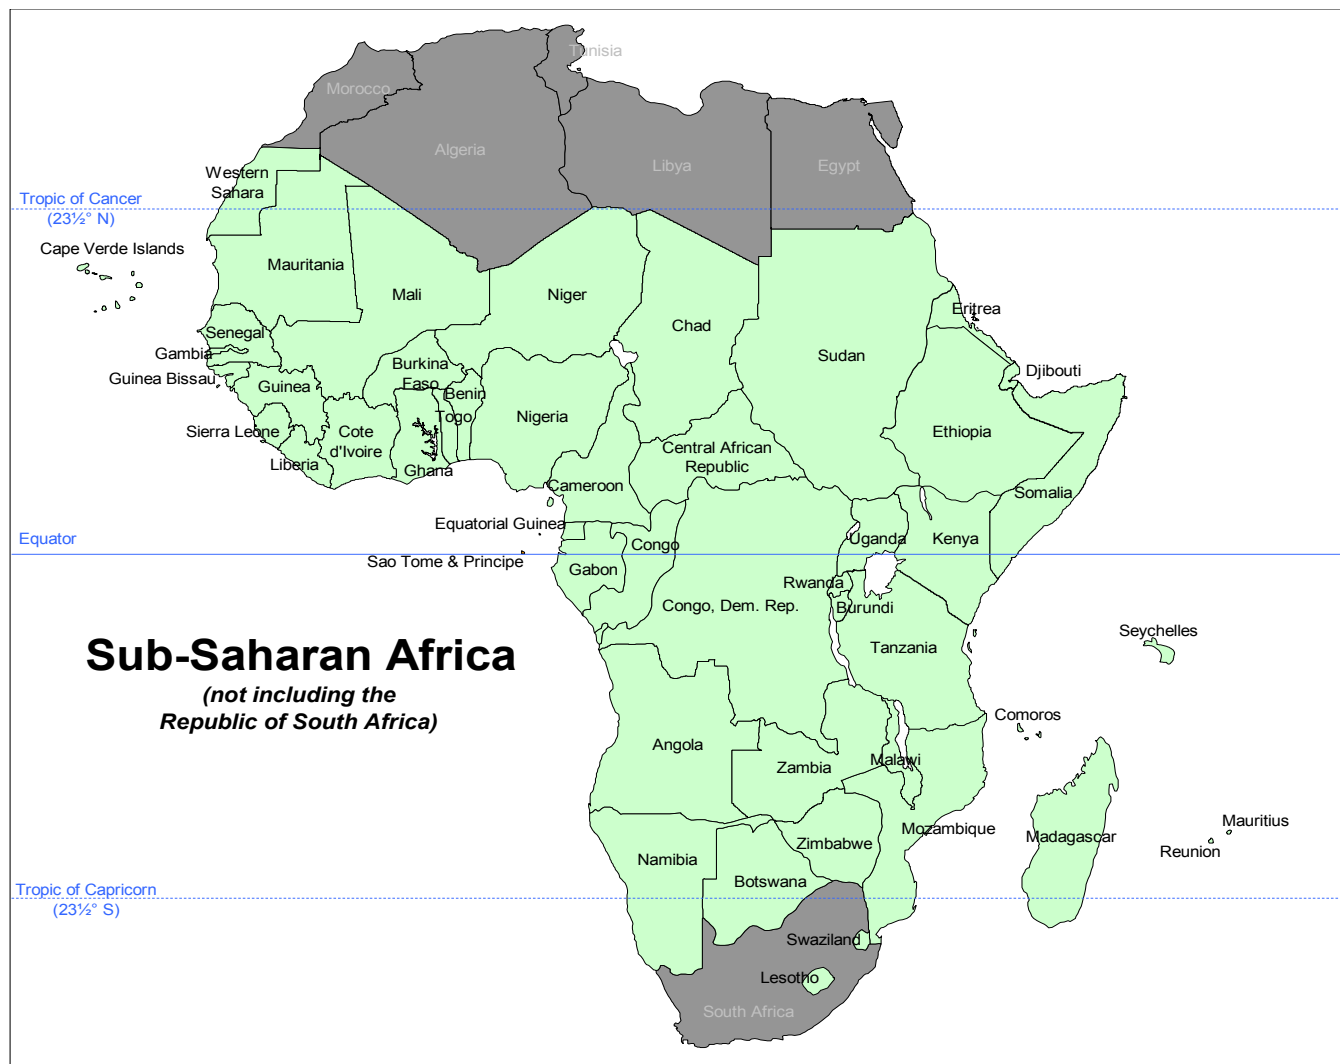 Tunisia
Morocco
Algeria
Libya
Egypt
Western
Sahara
Tropic of Cancer
(23½° N)
Cape Verde Islands
Mauritania
Mali
Niger
Chad
Sudan
Eritrea
Senegal
Gambia
Guinea Bissau
Guinea
Burkina
Faso
Benin
Togo
Nigeria
Djibouti
Ethiopia
Sierra Leone
Cote
d'Ivoire
Liberia
Ghana
Central African
Republic
Cameroon
Somalia
Equatorial Guinea
Equator
Congo
Uganda
Kenya
Sao Tome & Principe
Gabon
Rwanda
Congo, Dem. Rep.
Burundi
Tanzania
Seychelles
Sub-Saharan Africa
(not including the
Republic of South Africa)
Comoros
Angola
Zambia
Malawi
Mozambique
Madagascar
Mauritius
Reunion
Zimbabwe
Namibia
Botswana
Tropic of Capricorn
(23½° S)
Swaziland
Lesotho
South Africa